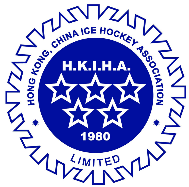 HONG KONG, CHINA ICE HOCKEY ASSOCIATION
H.K.I.H.A.
1980
LIMITED